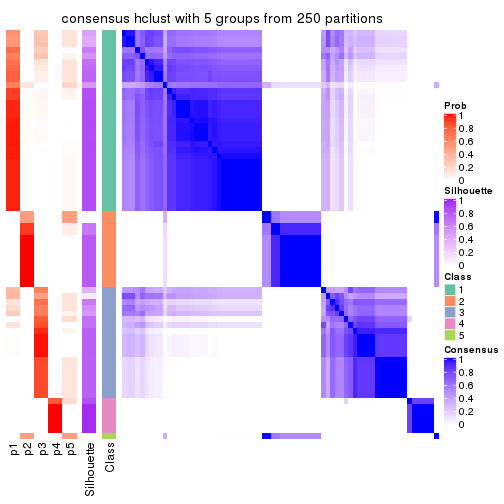 consensus hclust with 5 groups from 250 partitions
Prob
1
0.8
0.6
0.4
0.2
0
Silhouette
1
0.8
0.6
0.4
0.2
0
Class
1
2
3
4
5
Consensus
1
0.8
0.6
0.4
0.2
0
p1
p2
p3
p4
p5
Silhouette
Class